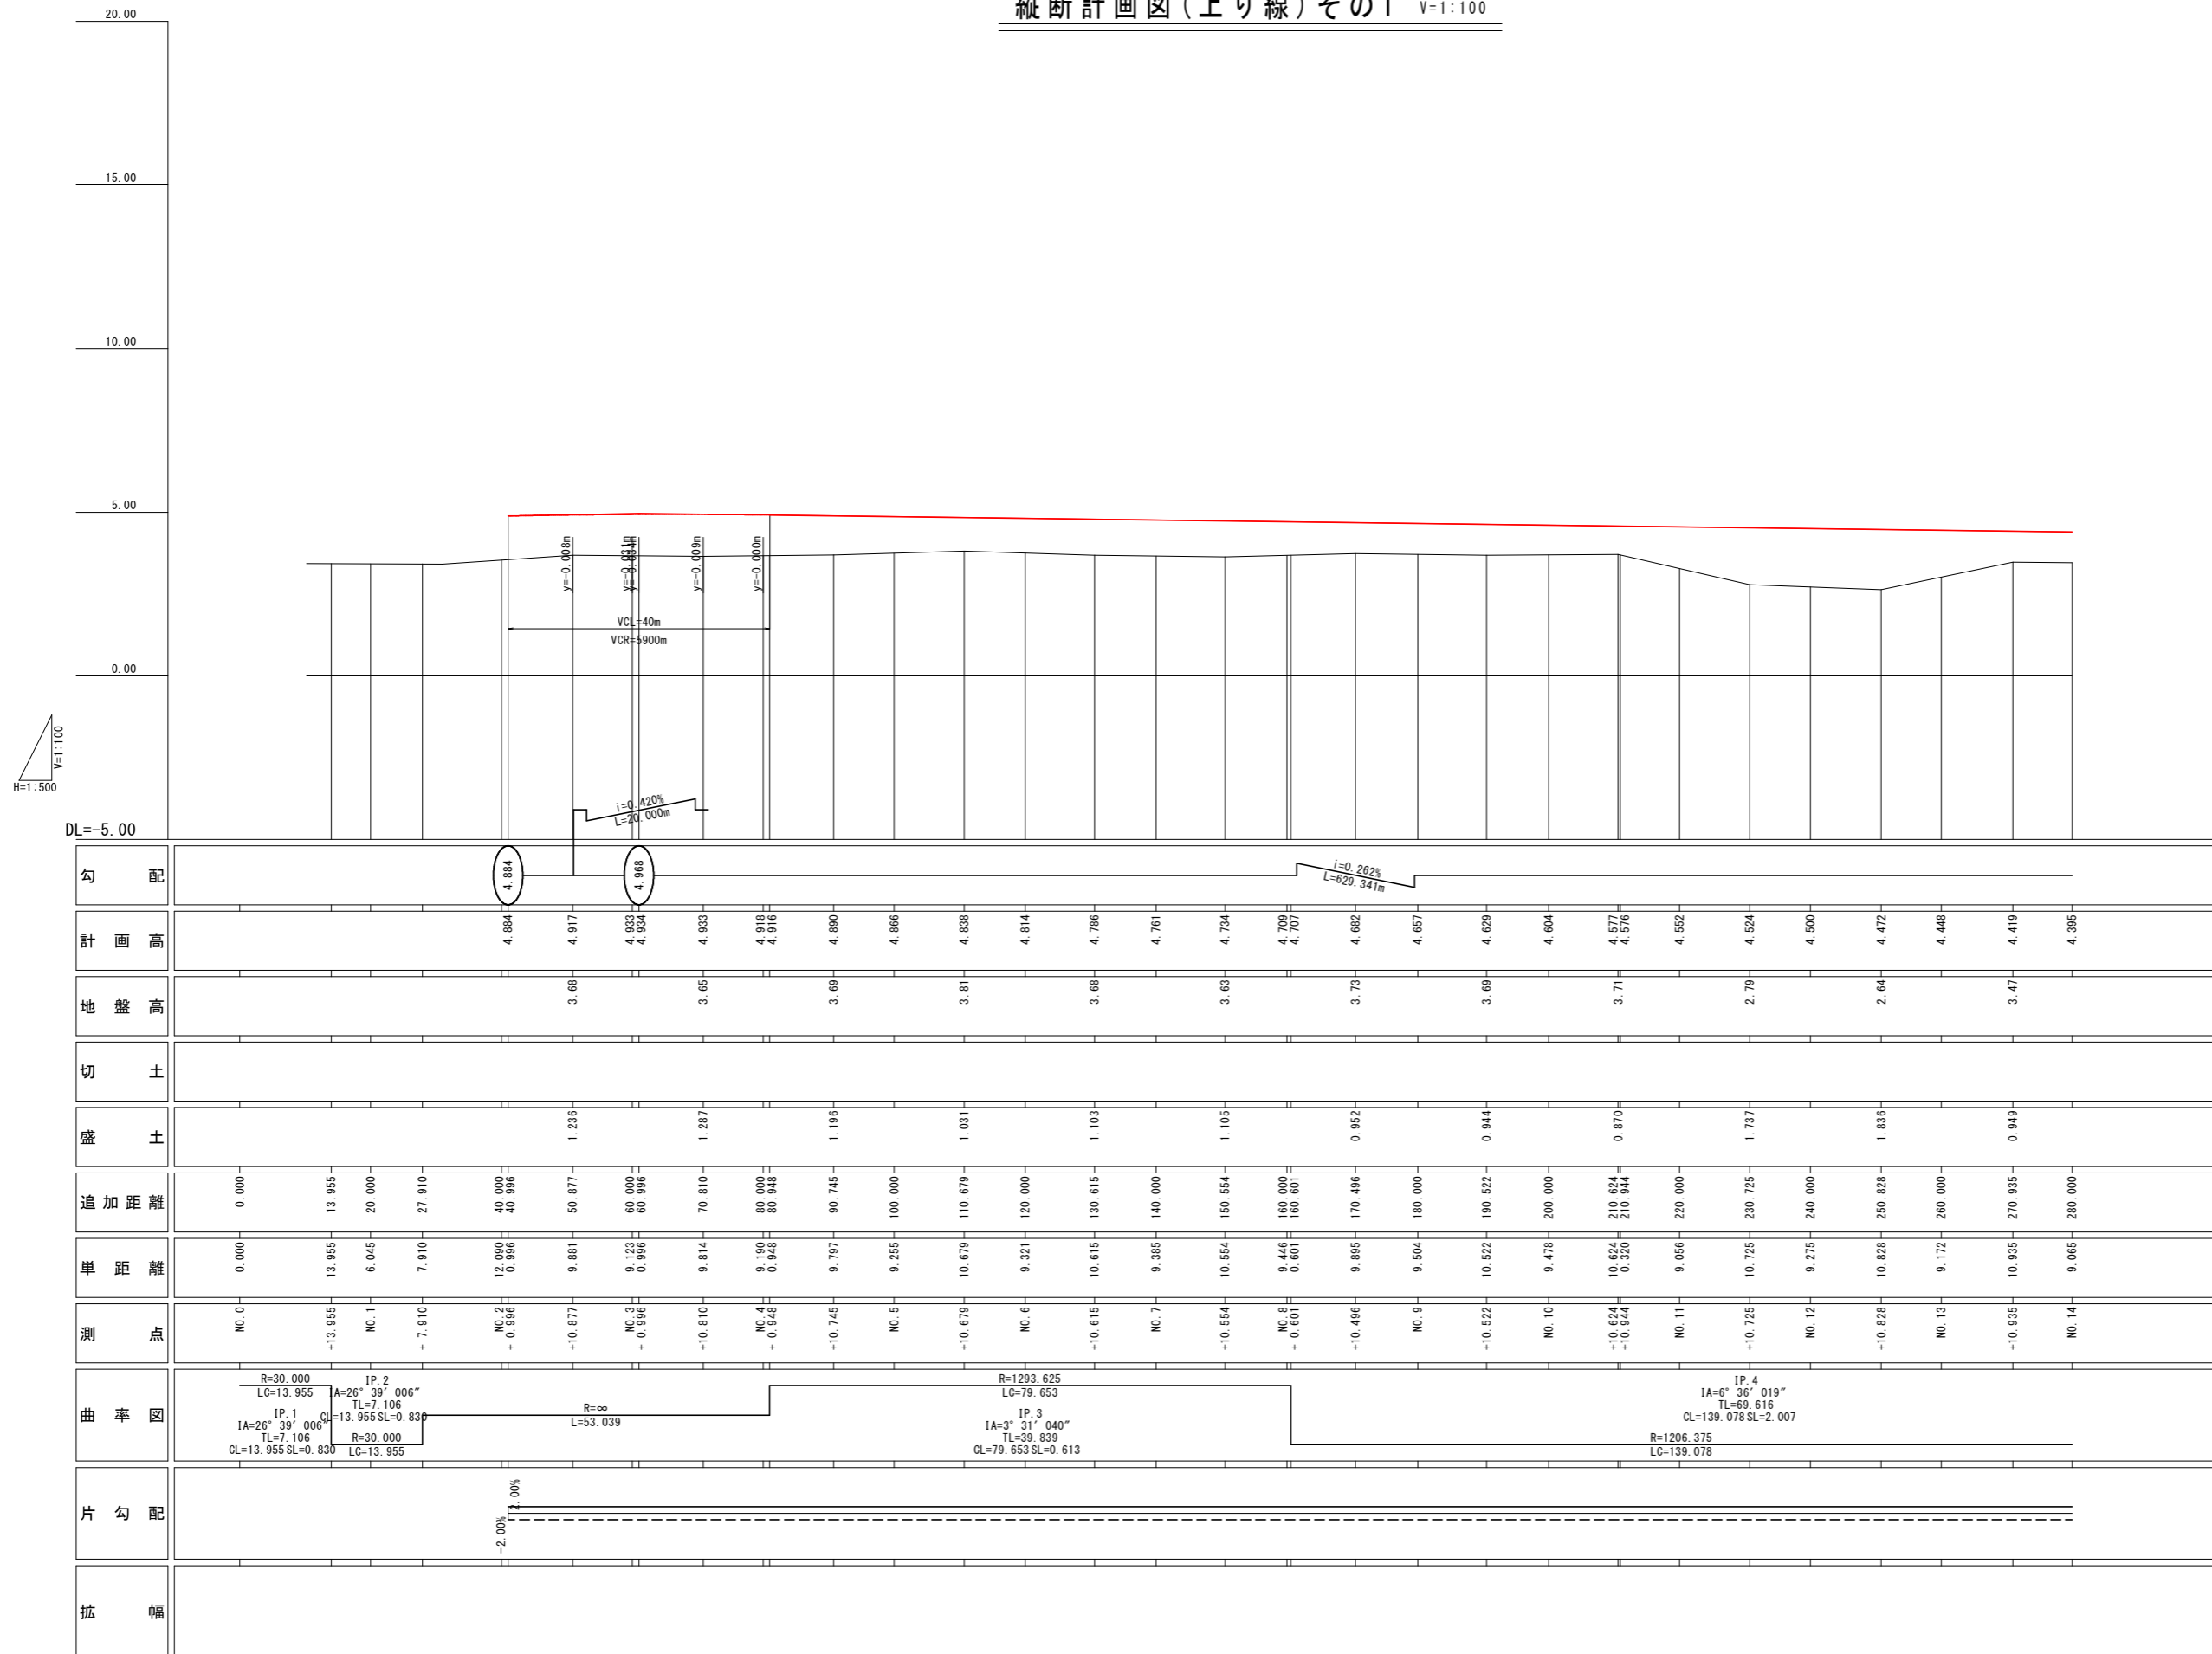 縦断計画図(上り線)その1 V=1:100
20.00
15.00
10.00
5.00
0.00
DL=-5.00
V=1:100
H=1:500
y=-0.008m
y=-0.031m
y=-0.034m
y=-0.009m
y=-0.000m
VCL=40m
VCR=5900m
i=0.420%
L=20.000m
勾配 4.884 4.968
i=0.262%
L=629.341m
計画高 4.884 4.917 4.933 4.934 4.933 4.918 4.916 4.890 4.866 4.838 4.814 4.786 4.761 4.734 4.709 4.707 4.682 4.657 4.629 4.604 4.577 4.576 4.552 4.524 4.500 4.472 4.448 4.419 4.395
地盤高 3.68 3.65 3.69 3.81 3.68 3.63 3.73 3.69 3.71 2.79 2.64 3.47
切土
盛土 1.236 1.287 1.196 1.031 1.103 1.105 0.952 0.944 0.870 1.737 1.836 0.949
追加距離 0.000 13.955 20.000 27.910 40.000 40.996 50.877 60.000 60.996 70.810 80.000 80.948 90.745 100.000 110.679 120.000 130.615 140.000 150.554 160.000 160.601 170.496 180.000 190.522 200.000 210.624 210.944 220.000 230.725 240.000 250.828 260.000 270.935 280.000
単距離 0.000 13.955 6.045 7.910 12.090 0.996 9.881 9.123 0.996 9.814 9.190 0.948 9.797 9.255 10.679 9.321 10.615 9.385 10.554 9.446 0.601 9.895 9.504 10.522 9.478 10.624 0.320 9.056 10.725 9.275 10.828 9.172 10.935 9.065
測点 NO.0 +13.955 NO.1 + 7.910 NO.2 + 0.996 +10.877 NO.3 + 0.996 +10.810 NO.4 + 0.948 +10.745 NO.5 +10.679 NO.6 +10.615 NO.7 +10.554 NO.8 + 0.601 +10.496 NO.9 +10.522 NO.10 +10.624 +10.944 NO.11 +10.725 NO.12 +10.828 NO.13 +10.935 NO.14
曲率図
R=30.000
LC=13.955
IP.1
IA=26° 39′ 006″
TL=7.106
CL=13.955 SL=0.830
IP.2
IA=26° 39′ 006″
TL=7.106
CL=13.955 SL=0.830
R=30.000
LC=13.955
R=∞
L=53.039
R=1293.625
LC=79.653
IP.3
IA=3° 31′ 040″
TL=39.839
CL=79.653 SL=0.613
IP.4
IA=6° 36′ 019″
TL=69.616
CL=139.078 SL=2.007
R=1206.375
LC=139.078
片勾配
2.00%
-2.00%
拡幅